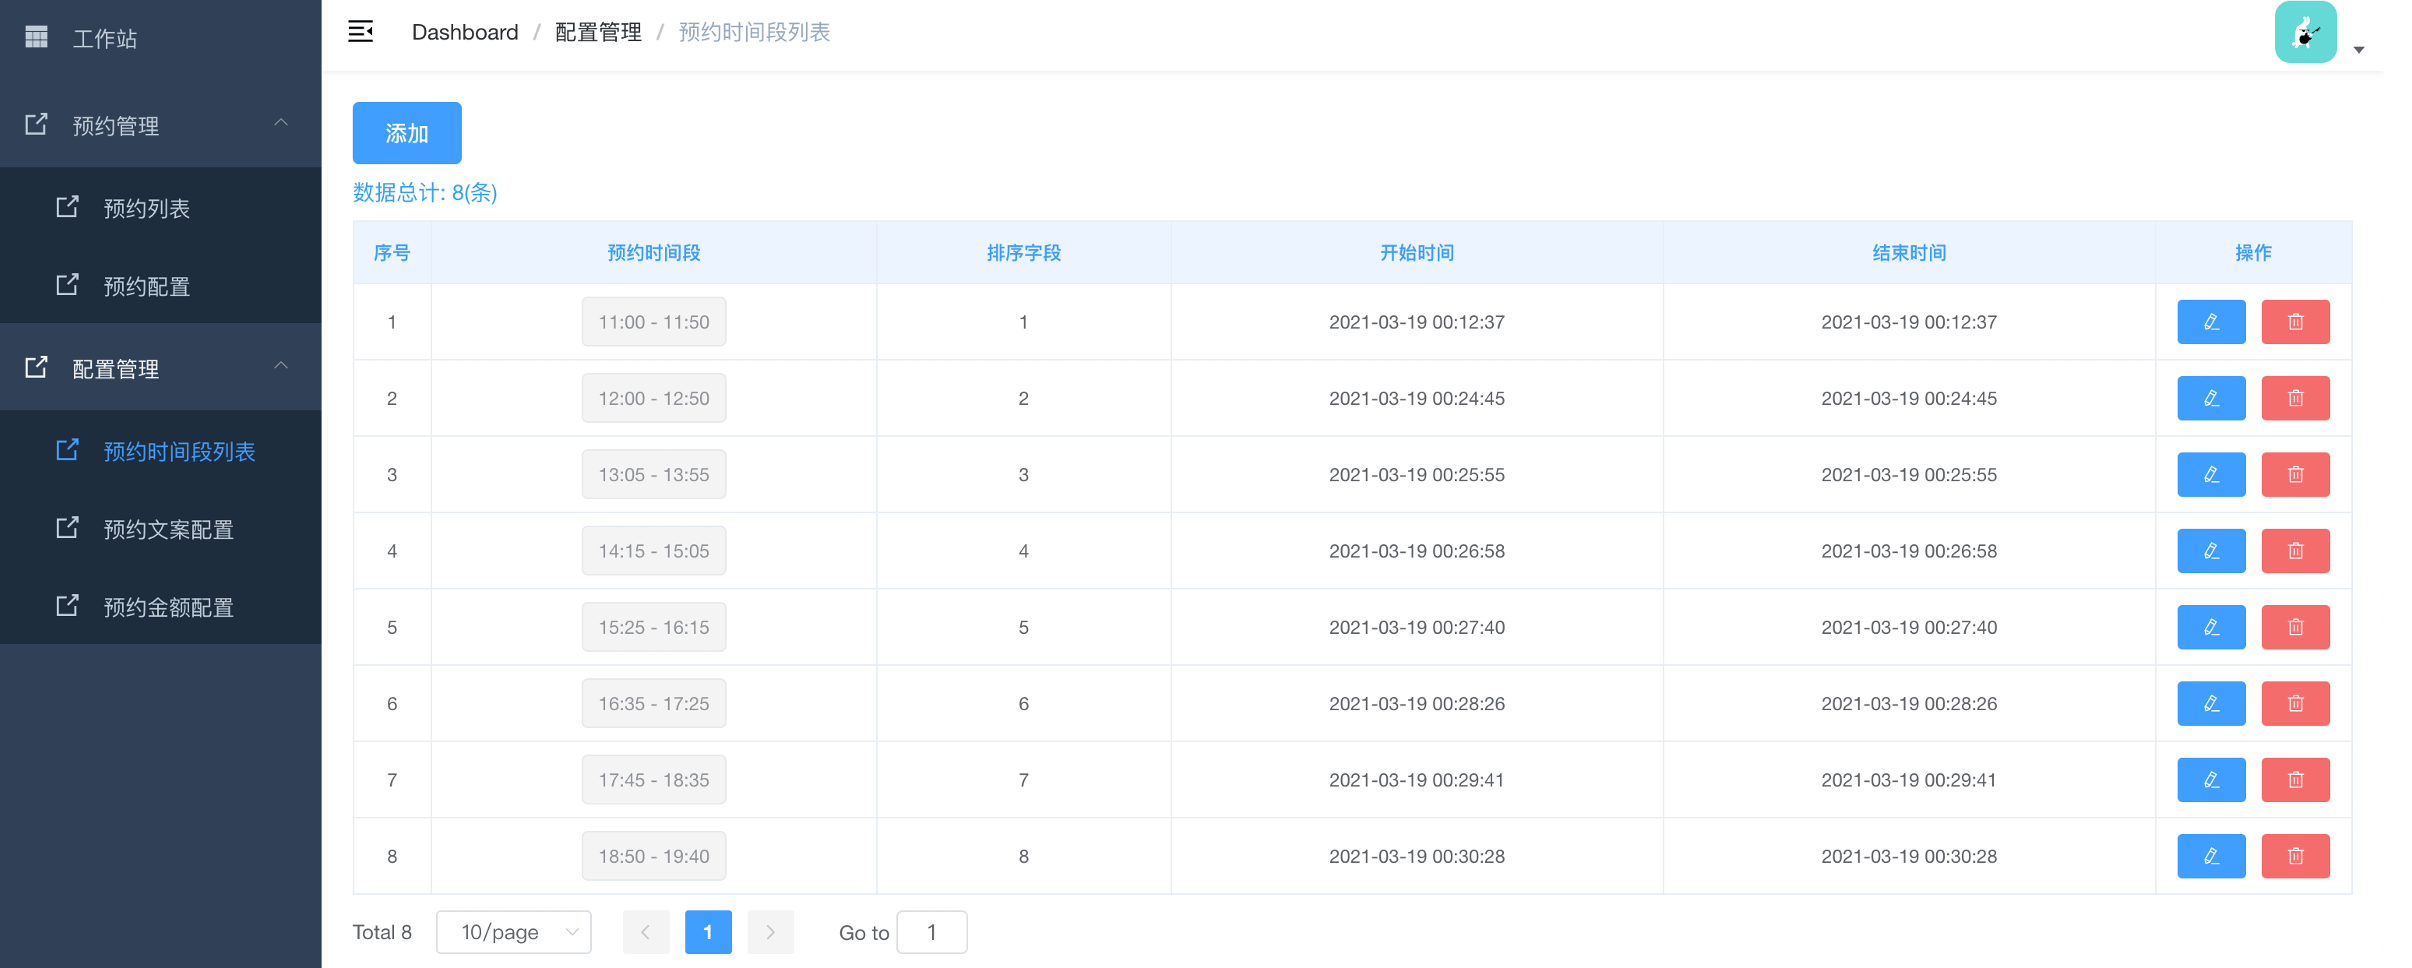 工作站
预约管理
预约列表
预约配置
配置管理
预约时间段列表
预约文案配置
预约金额配置
Dashboard / 配置管理 / 预约时间段列表
添加
数据总计: 8(条)
序号 预约时间段 排序字段 开始时间 结束时间 操作
1 11:00 - 11:50 1 2021-03-19 00:12:37 2021-03-19 00:12:37
2 12:00 - 12:50 2 2021-03-19 00:24:45 2021-03-19 00:24:45
3 13:05 - 13:55 3 2021-03-19 00:25:55 2021-03-19 00:25:55
4 14:15 - 15:05 4 2021-03-19 00:26:58 2021-03-19 00:26:58
5 15:25 - 16:15 5 2021-03-19 00:27:40 2021-03-19 00:27:40
6 16:35 - 17:25 6 2021-03-19 00:28:26 2021-03-19 00:28:26
7 17:45 - 18:35 7 2021-03-19 00:29:41 2021-03-19 00:29:41
8 18:50 - 19:40 8 2021-03-19 00:30:28 2021-03-19 00:30:28
Total 8 10/page 1 Go to 1